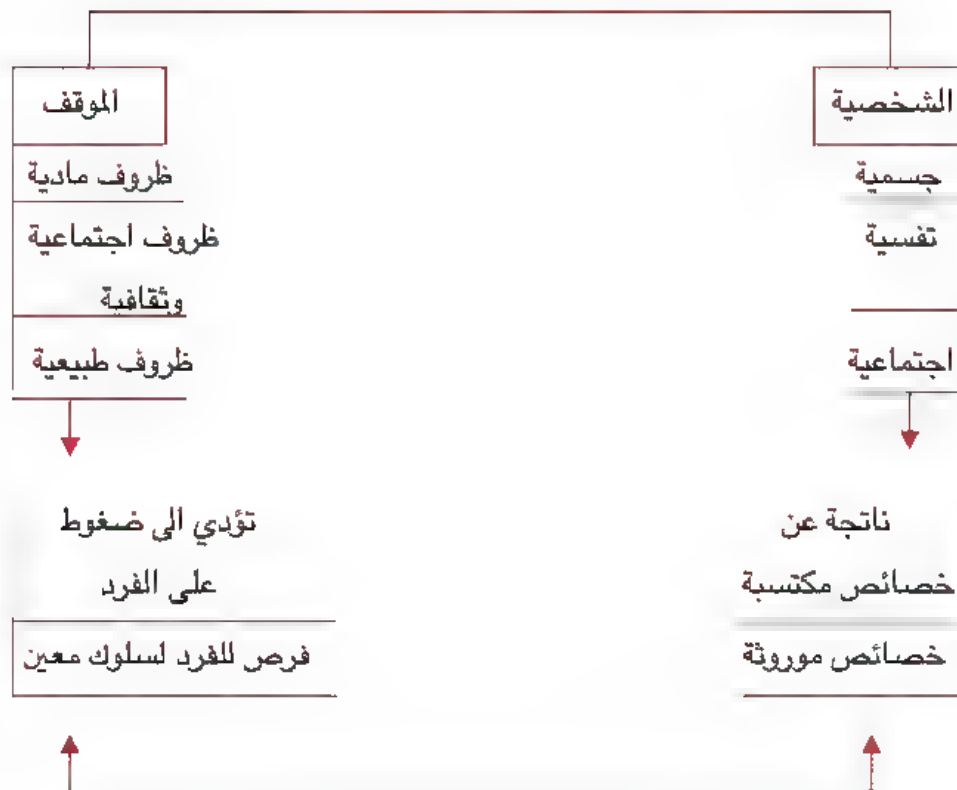 الشخصية
جسمية
نفسية
اجتماعية
ناتجة عن
خصائص مكتسبة
خصائص موروثة
الموقف
ظروف مادية
ظروف اجتماعية
وثقافية
ظروف طبيعية
تؤدي الى ضغوط
على الفرد
فرص للفرد لسلوك معين